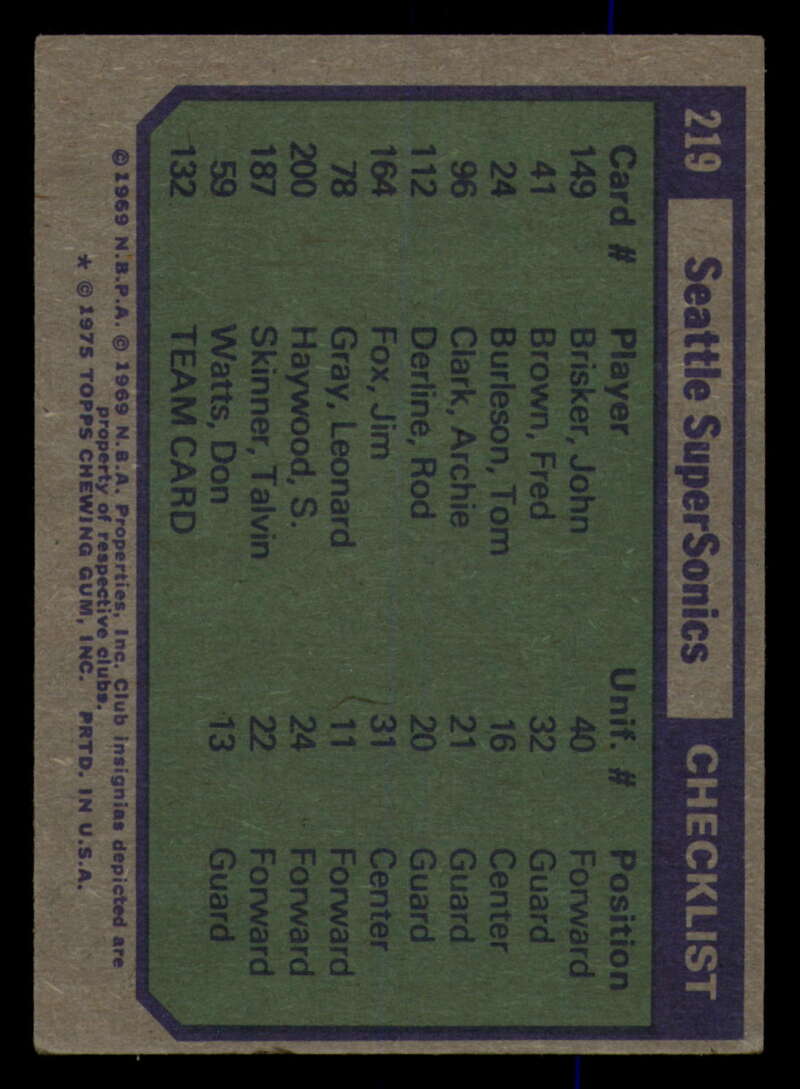 219 Seattle SuperSonics CHECKLIST
Card # Player Unif. # Position
149 Brisker, John 40 Forward
41 Brown, Fred 32 Guard
24 Burleson, Tom 16 Center
96 Clark, Archie 21 Guard
112 Derline, Rod 20 Guard
164 Fox, Jim 31 Center
78 Gray, Leonard 11 Forward
200 Haywood, S. 24 Forward
187 Skinner, Talvin 22 Forward
59 Watts, Don 13 Guard
132 TEAM CARD
©1969 N.B.P.A. © 1969 N.B.A. Properties, Inc. Club insignias depicted are
property of respective clubs.
* © 1975 TOPPS CHEWING GUM, INC. PRTD. IN U.S.A.